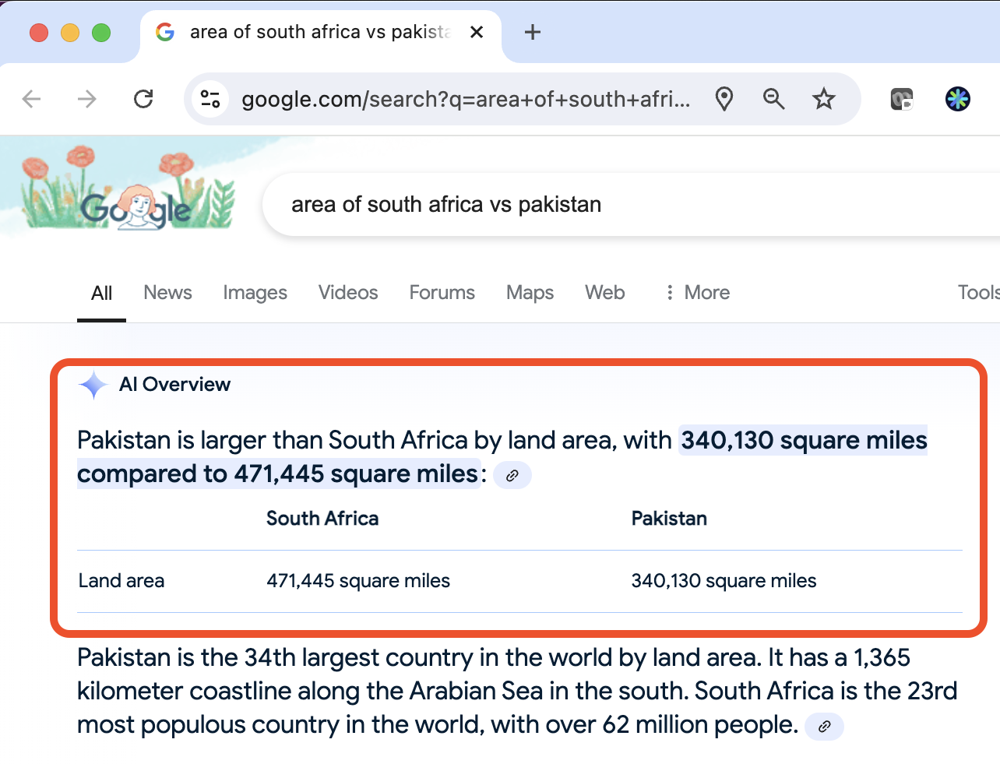 area of south africa vs pakista
google.com/search?q=area+of+south+afri...
Google
area of south africa vs pakistan
All News Images Videos Forums Maps Web More Tools
AI Overview
Pakistan is larger than South Africa by land area, with 340,130 square miles
compared to 471,445 square miles:
South Africa Pakistan
Land area 471,445 square miles 340,130 square miles
Pakistan is the 34th largest country in the world by land area. It has a 1,365
kilometer coastline along the Arabian Sea in the south. South Africa is the 23rd
most populous country in the world, with over 62 million people.